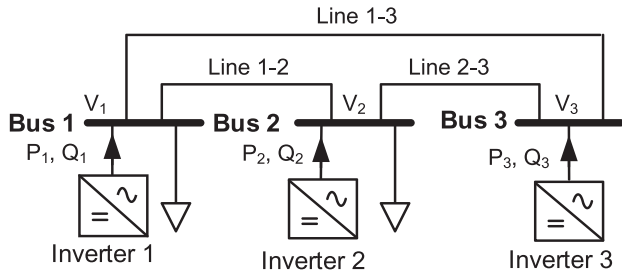 Line 1-3
Line 1-2
Line 2-3
V₁
V₂
V₃
Bus 1
Bus 2
Bus 3
P₁, Q₁
P₂, Q₂
P₃, Q₃
=
~
=
~
=
~
Inverter 1
Inverter 2
Inverter 3